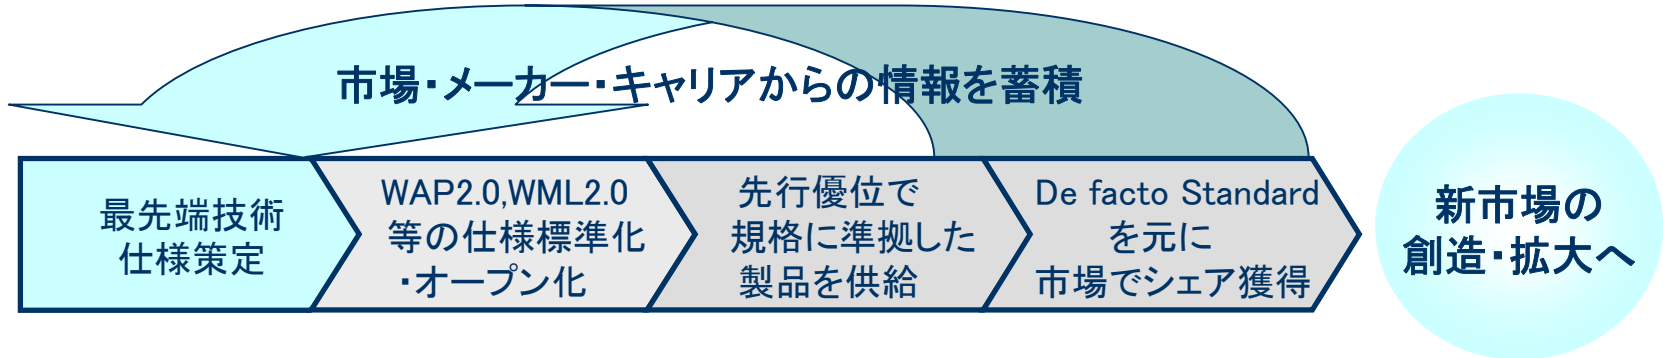 市場・メーカー・キャリアからの情報を蓄積
最先端技術
仕様策定
WAP2.0,WML2.0
等の仕様標準化
・オープン化
先行優位で
規格に準拠した
製品を供給
De facto Standard
を元に
市場でシェア獲得
新市場の
創造・拡大へ